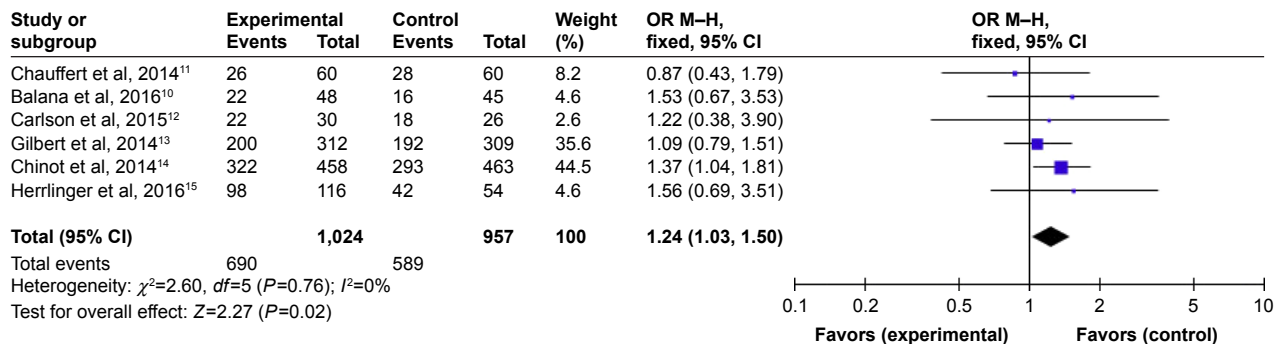 Study or Experimental Control Weight OR M–H, OR M–H,
subgroup Events Total Events Total (%) fixed, 95% CI fixed, 95% CI
Chauffert et al, 2014¹¹ 26 60 28 60 8.2 0.87 (0.43, 1.79)
Balana et al, 2016¹⁰ 22 48 16 45 4.6 1.53 (0.67, 3.53)
Carlson et al, 2015¹² 22 30 18 26 2.6 1.22 (0.38, 3.90)
Gilbert et al, 2014¹³ 200 312 192 309 35.6 1.09 (0.79, 1.51)
Chinot et al, 2014¹⁴ 322 458 293 463 44.5 1.37 (1.04, 1.81)
Herrlinger et al, 2016¹⁵ 98 116 42 54 4.6 1.56 (0.69, 3.51)
Total (95% CI) 1,024 957 100 1.24 (1.03, 1.50)
Total events 690 589
Heterogeneity: χ²=2.60, df=5 (P=0.76); I²=0%
Test for overall effect: Z=2.27 (P=0.02)
0.1 0.2 0.5 1 2 5 10
Favors (experimental) Favors (control)